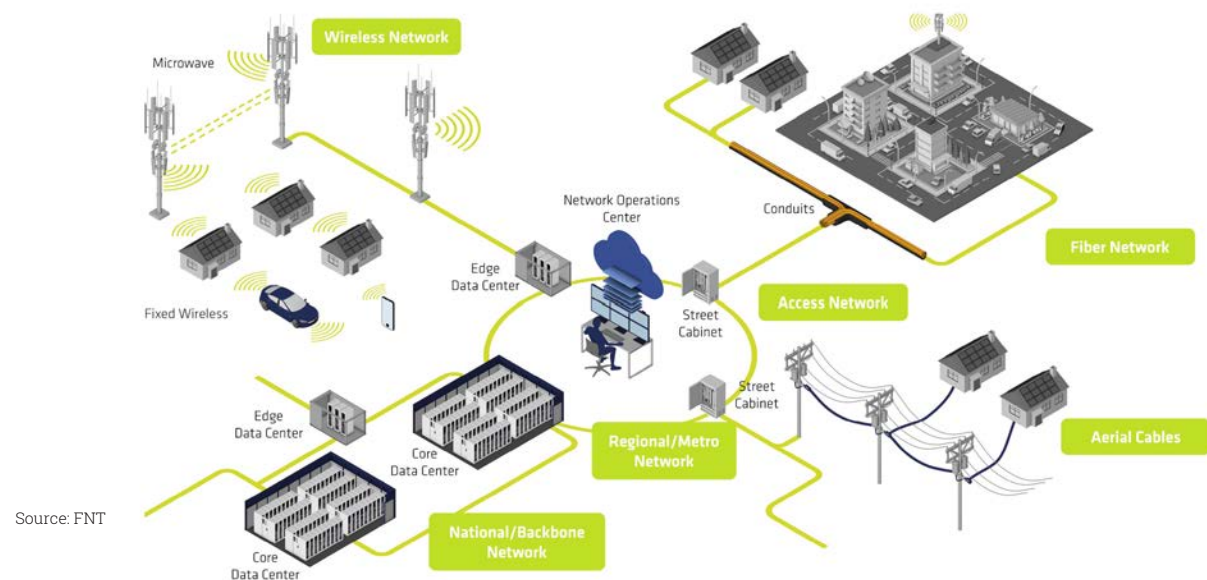 Wireless Network
Microwave
Network Operations
Center
Conduits
Fiber Network
Edge
Data Center
Access Network
Street
Cabinet
Fixed Wireless
Street
Cabinet
Edge
Data Center
Aerial Cables
Regional/Metro
Network
Core
Data Center
Source: FNT
National/Backbone
Network
Core
Data Center